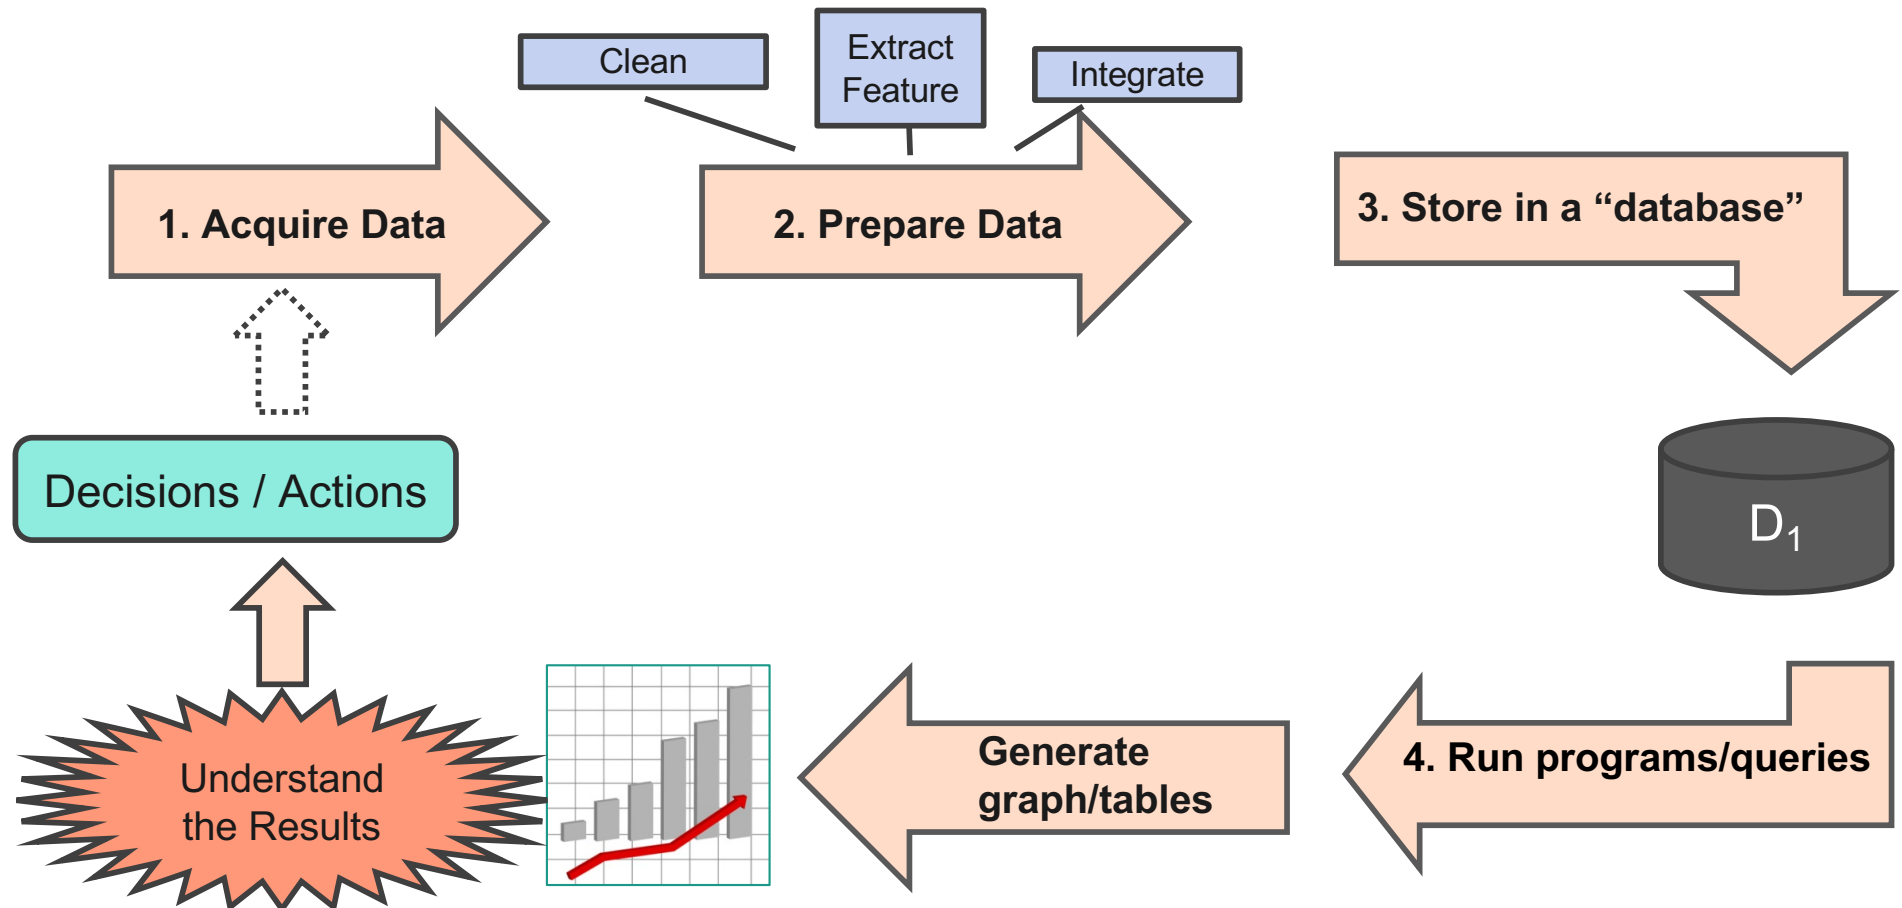 Clean
Extract
Feature
Integrate
1. Acquire Data
2. Prepare Data
3. Store in a “database”
Decisions / Actions
D₁
Understand
the Results
Generate
graph/tables
4. Run programs/queries